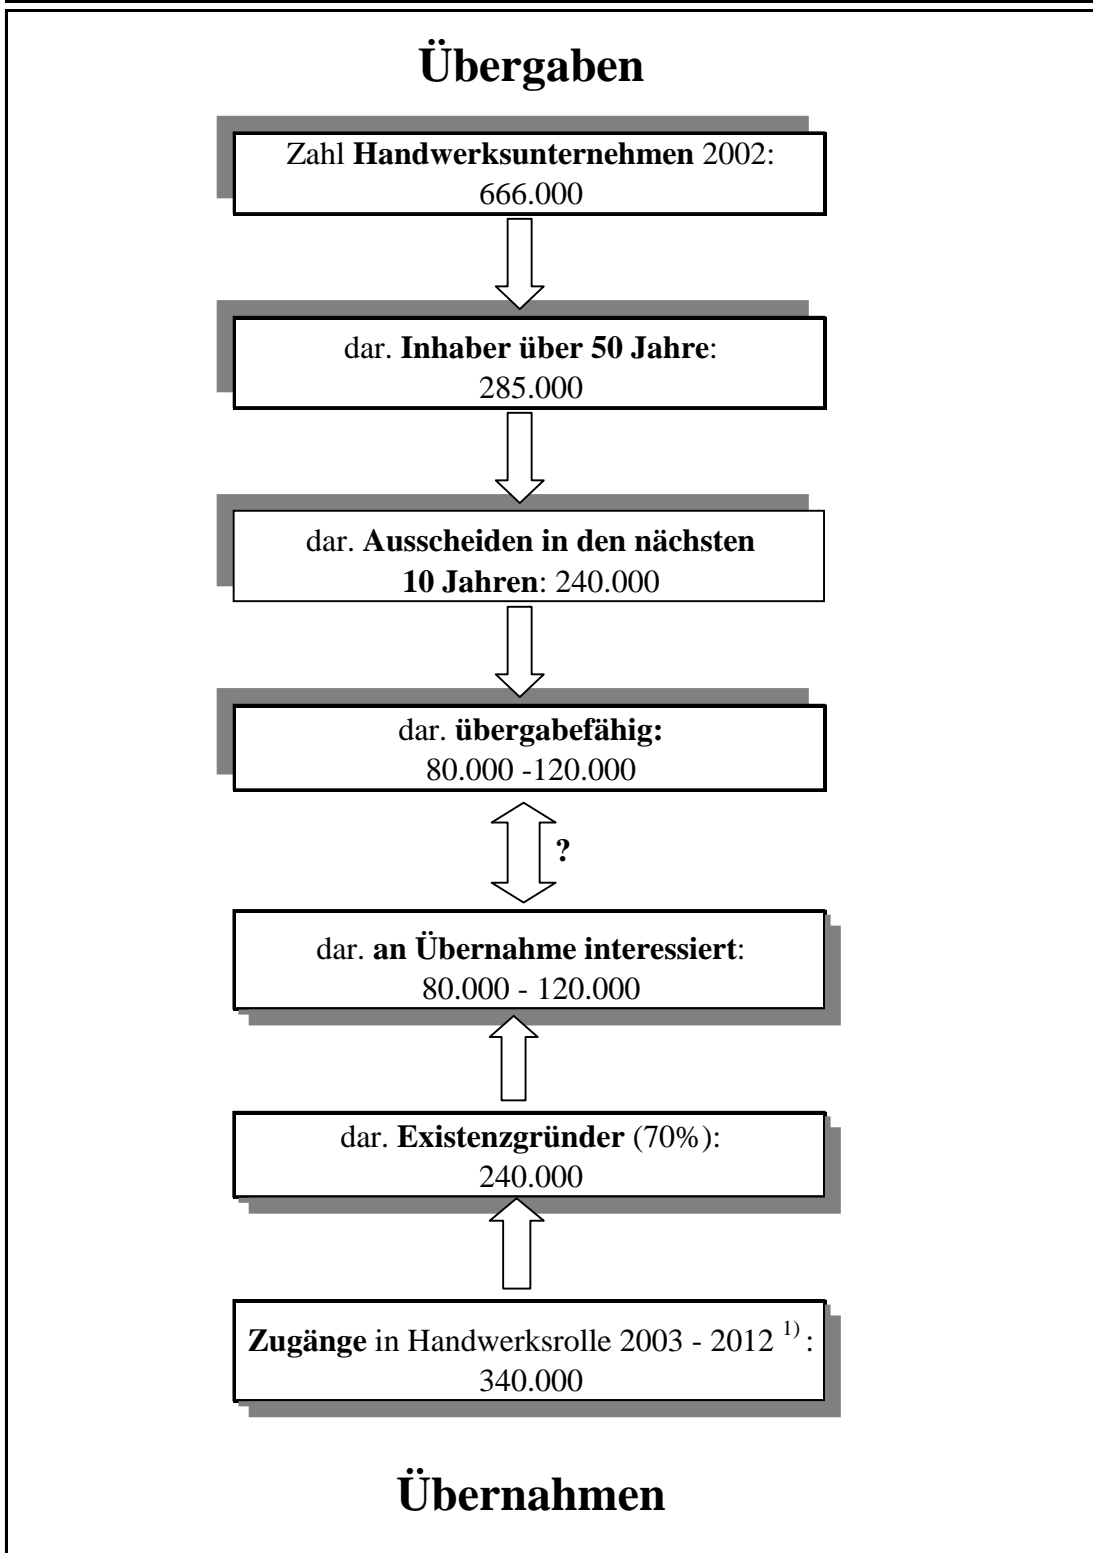 Übergaben
Zahl Handwerksunternehmen 2002:
666.000
dar. Inhaber über 50 Jahre:
285.000
dar. Ausscheiden in den nächsten
10 Jahren: 240.000
dar. übergabefähig:
80.000 -120.000
?
dar. an Übernahme interessiert:
80.000 - 120.000
dar. Existenzgründer (70%):
240.000
Zugänge in Handwerksrolle 2003 - 2012 1) :
340.000
Übernahmen